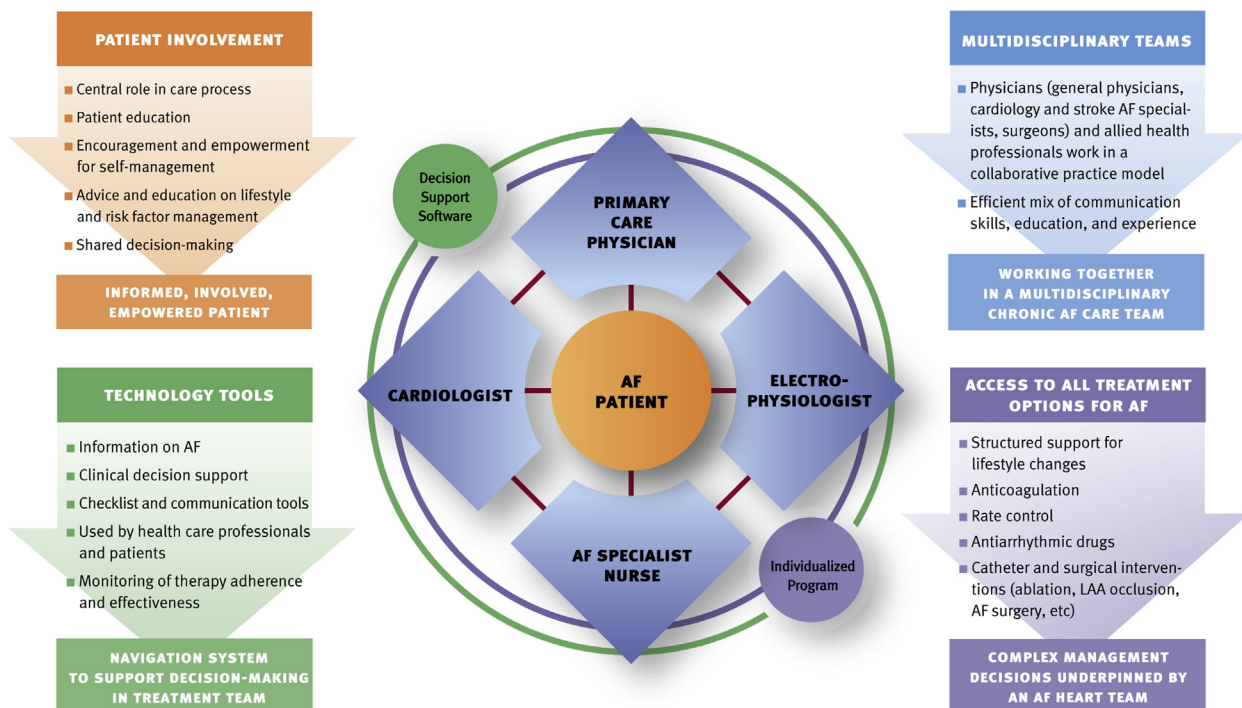 PATIENT INVOLVEMENT
Central role in care process
Patient education
Encouragement and empowerment
for self-management
Advice and education on lifestyle
and risk factor management
Shared decision-making
INFORMED, INVOLVED,
EMPOWERED PATIENT
TECHNOLOGY TOOLS
Information on AF
Clinical decision support
Checklist and communication tools
Used by health care professionals
and patients
Monitoring of therapy adherence
and effectiveness
NAVIGATION SYSTEM
TO SUPPORT DECISION-MAKING
IN TREATMENT TEAM
Decision
Support
Software
PRIMARY
CARE
PHYSICIAN
CARDIOLOGIST
AF
PATIENT
ELECTRO-
PHYSIOLOGIST
AF SPECIALIST
NURSE
Individualized
Program
MULTIDISCIPLINARY TEAMS
Physicians (general physicians,
cardiology and stroke AF special-
ists, surgeons) and allied health
professionals work in a
collaborative practice model
Efficient mix of communication
skills, education, and experience
WORKING TOGETHER
IN A MULTIDISCIPLINARY
CHRONIC AF CARE TEAM
ACCESS TO ALL TREATMENT
OPTIONS FOR AF
Structured support for
lifestyle changes
Anticoagulation
Rate control
Antiarrhythmic drugs
Catheter and surgical interven-
tions (ablation, LAA occlusion,
AF surgery, etc)
COMPLEX MANAGEMENT
DECISIONS UNDERPINNED BY
AN AF HEART TEAM